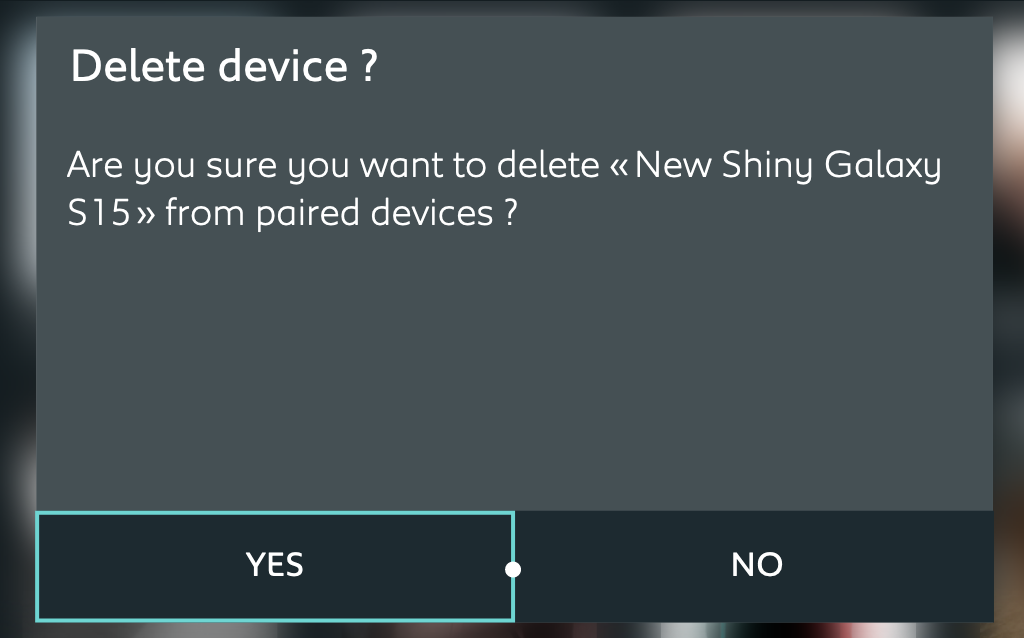 Delete device ?
Are you sure you want to delete «New Shiny Galaxy
S15» from paired devices ?
YES
NO